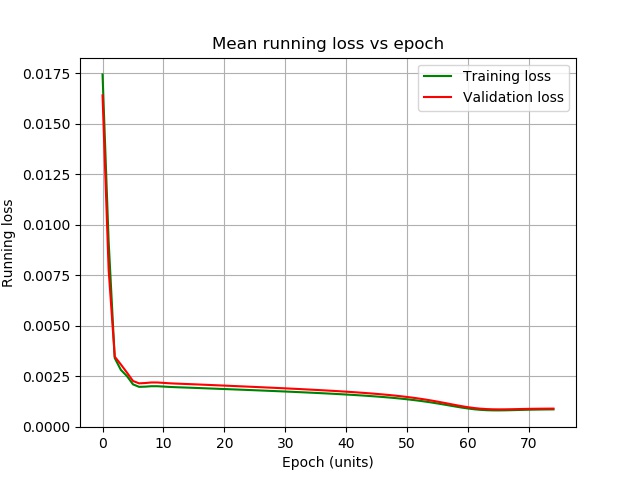 Mean running loss vs epoch
Training loss
Validation loss
0.0175
0.0150
0.0125
0.0100
0.0075
0.0050
0.0025
0.0000
Running loss
0 10 20 30 40 50 60 70
Epoch (units)